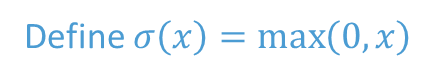 Define σ(x) = max(0, x)